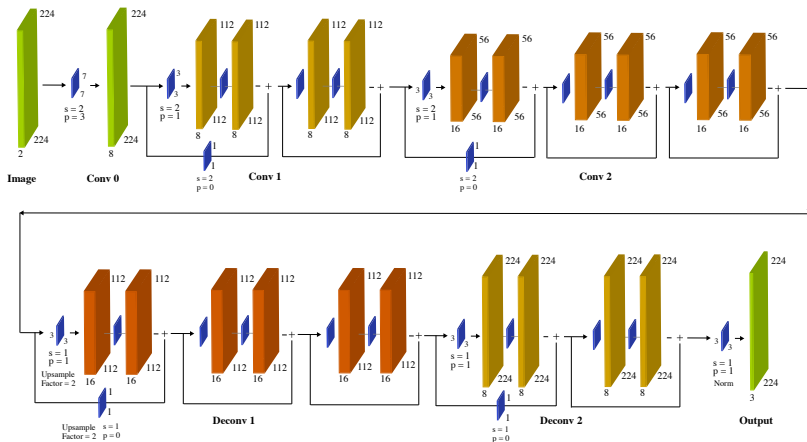 224 224 112 112 112 112 56 56 56 56 56 56
7 3 3
7 3 3
s = 2 s = 2 s = 2
p = 3 p = 1 p = 1
224 224 112 112 112 112 56 56 56 56 56 56
2 8 8 8 8 8 16 16 16 16 16 16
- + - + - + - + - +
1 1
1 1
s = 2 s = 2
p = 0 p = 0
Image Conv 0 Conv 1 Conv 2
112 112 112 112 112 112 224 224 224 224 224
3 3 3
3 3 3
- + - + - + - + - +
s = 1 s = 1 s = 1
p = 1 p = 1 p = 1
Upsample Norm
Factor = 2
112 112 112 112 112 112 224 224 224 224 224
16 16 16 16 16 16 8 8 8 8 3
1 1
1 1
Upsample s = 1 s = 1
Factor = 2 p = 0 p = 0
Deconv 1 Deconv 2 Output